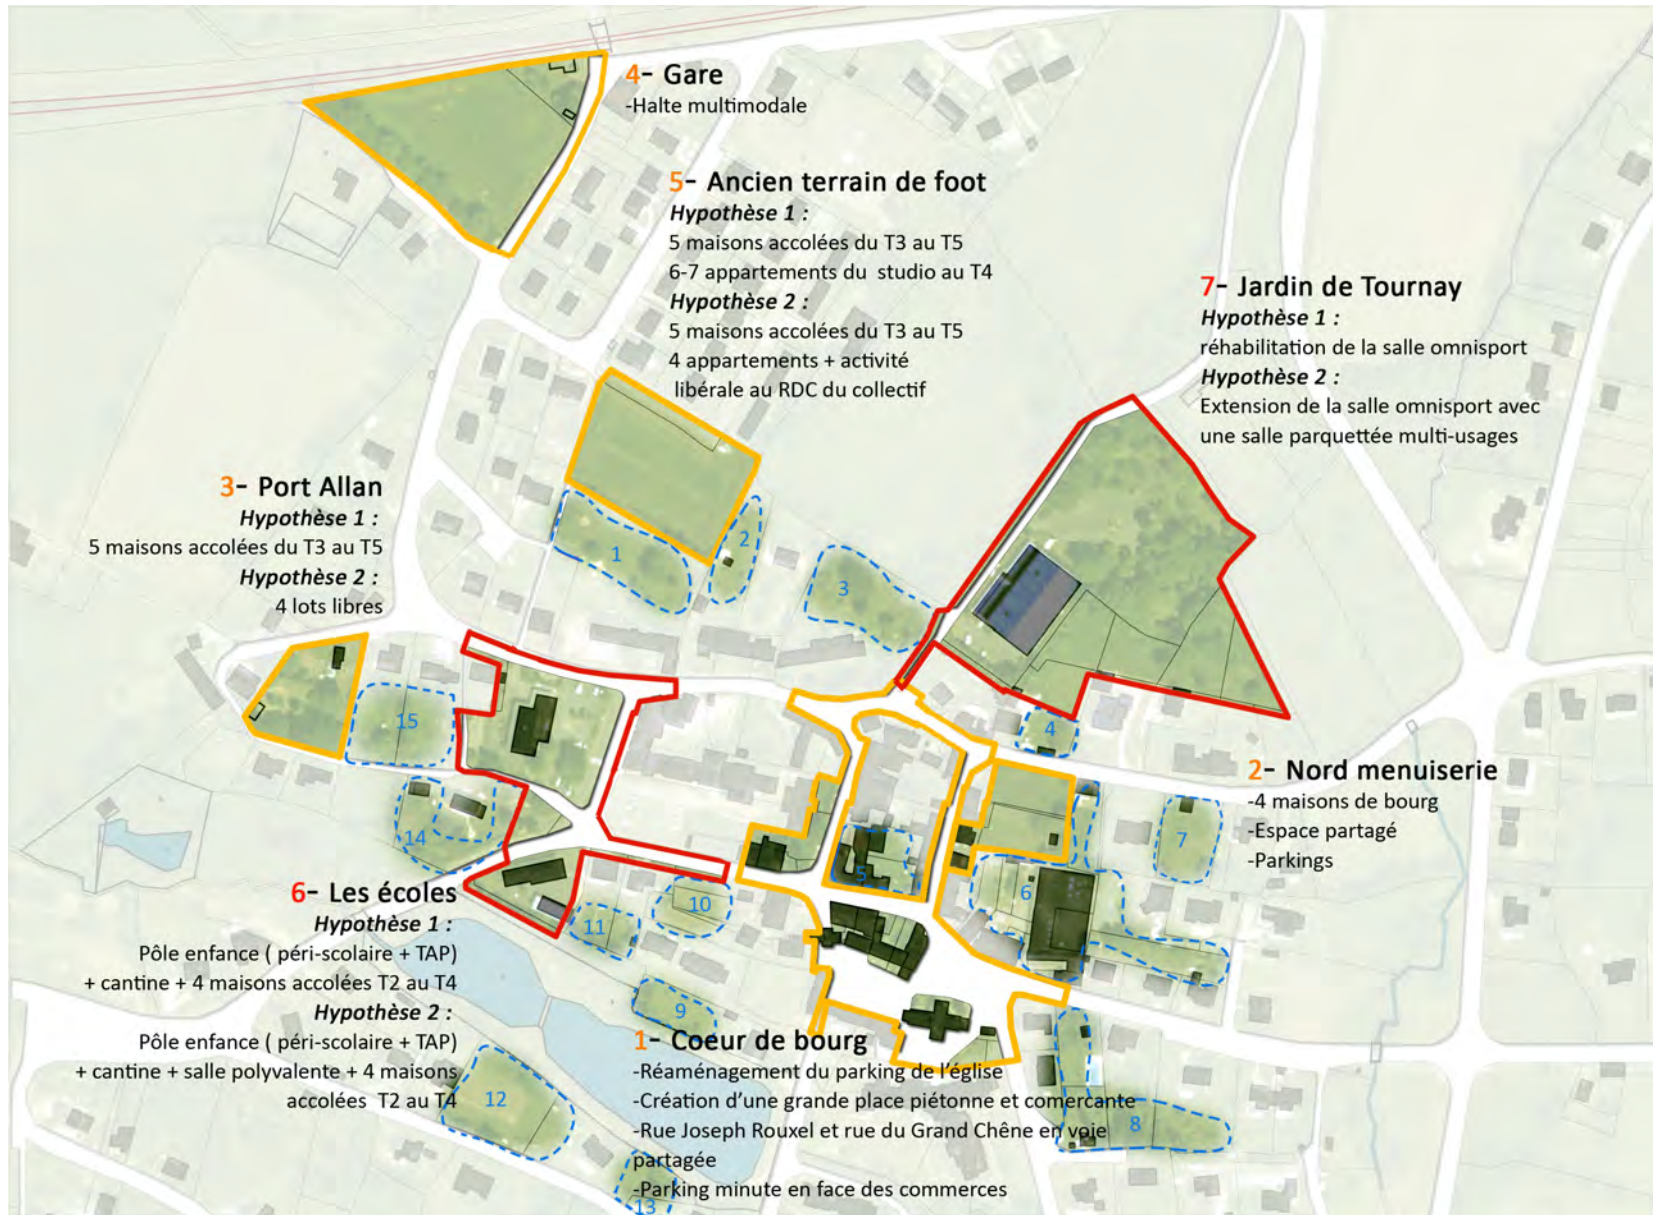 4- Gare
-Halte multimodale
5- Ancien terrain de foot
Hypothèse 1 :
5 maisons accolées du T3 au T5
6-7 appartements du studio au T4
Hypothèse 2 :
5 maisons accolées du T3 au T5
4 appartements + activité
libérale au RDC du collectif
7- Jardin de Tournay
Hypothèse 1 :
réhabilitation de la salle omnisport
Hypothèse 2 :
Extension de la salle omnisport avec
une salle parquettée multi-usages
3- Port Allan
Hypothèse 1 :
5 maisons accolées du T3 au T5
Hypothèse 2 :
4 lots libres
1
2
3
15
4
2- Nord menuiserie
-4 maisons de bourg
-Espace partagé
-Parkings
14
5
6
7
6- Les écoles
Hypothèse 1 :
Pôle enfance ( péri-scolaire + TAP)
+ cantine + 4 maisons accolées T2 au T4
Hypothèse 2 :
Pôle enfance ( péri-scolaire + TAP)
+ cantine + salle polyvalente + 4 maisons
accolées T2 au T4
10
11
9
12
13
8
1- Coeur de bourg
-Réaménagement du parking de l'église
-Création d'une grande place piétonne et comercante
-Rue Joseph Rouxel et rue du Grand Chêne en voie
partagée
-Parking minute en face des commerces